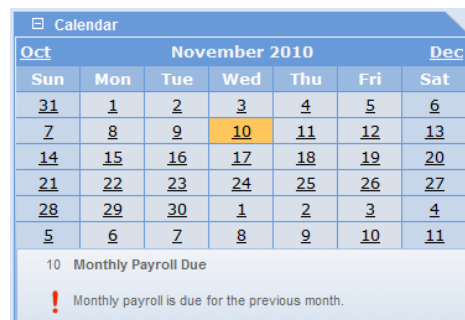 Calendar
Oct November 2010 Dec
Sun Mon Tue Wed Thu Fri Sat
31 1 2 3 4 5 6
7 8 9 10 11 12 13
14 15 16 17 18 19 20
21 22 23 24 25 26 27
28 29 30 1 2 3 4
5 6 7 8 9 10 11
10 Monthly Payroll Due
Monthly payroll is due for the previous month.